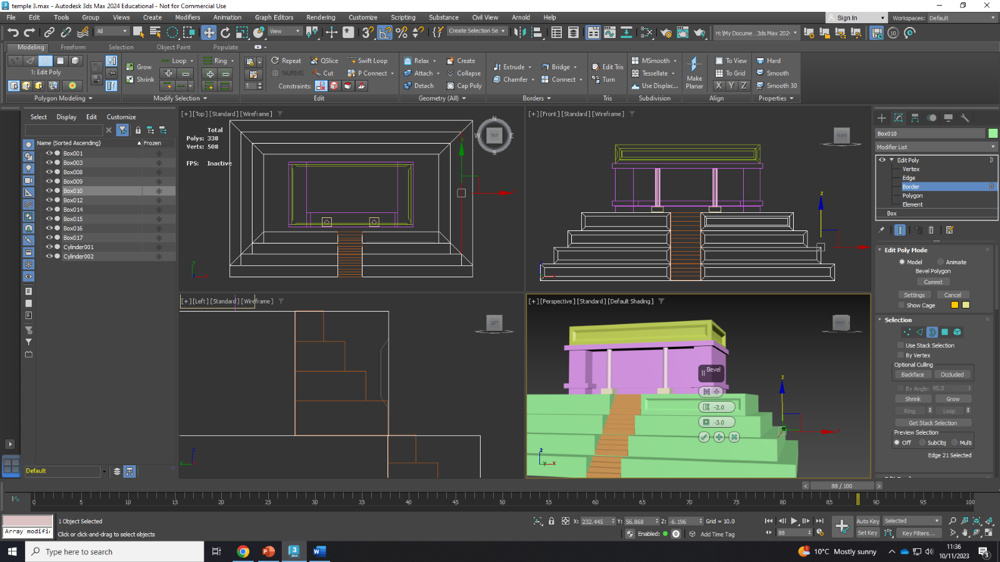 temple 3.max - Autodesk 3ds Max 2024 Educational - Not for Commercial Use
File Edit Tools Group Views Create Modifiers Animation Graph Editors Rendering Customize Scripting Substance Civil View Arnold Help
Sign In Workspaces: Default
All View Create Selection Se H:\My Docume...3ds Max 202
Modeling Freeform Selection Object Paint Populate
1: Edit Poly
Polygon Modeling
Grow Loop Ring
Shrink
Modify Selection
1
Repeat QSlice Swift Loop
NURMS Cut P Connect
Constraints:
Edit
Relax Create
Attach Collapse
Detach Cap Poly
Geometry (All)
Extrude Bridge
Chamfer Connect
Borders
Edit Tris
Turn
Tris
MSmooth
Tessellate
Use Displac...
Subdivision
Make Planar
To View
To Grid
X Y Z
Align
Hard
Smooth
Smooth 30
Properties
Select Display Edit Customize
Name (Sorted Ascending) Frozen
Box001
Box003
Box008
Box009
Box010
Box012
Box014
Box015
Box016
Box017
Cylinder001
Cylinder002
Default
[+] [Top] [Standard] [Wireframe]
Total
Polys: 338
Verts: 508
FPS: Inactive
N
W TOP E
S
x
y
z
[+] [Front] [Standard] [Wireframe]
FRONT
z
[+] [Left] [Standard] [Wireframe]
LEFT
z
y
[+] [Perspective] [Standard] [Default Shading]
FRONT
Bevel
-2.0
-3.0
z
x
z
y x
Box010
Modifier List
Edit Poly
Vertex
Edge
Border
Polygon
Element
Box
Edit Poly Mode
Model Animate
Bevel Polygon
Commit
Settings Cancel
Show Cage
Selection
Use Stack Selection
By Vertex
Optional Culling
Backface Occluded
By Angle: 45.0
Shrink Grow
Ring Loop
Get Stack Selection
Preview Selection
Off SubObj Multi
Edge 21 Selected
< 88 / 100 >
0 5 10 15 20 25 30 35 40 45 50 55 60 65 70 75 80 85 90 95 100
1 Object Selected
Array modifi
Click or click-and-drag to select objects
X: 232.445 Y: 56.868 Z: -6.196 Grid = 10.0
Enabled: 0 Add Time Tag
88
Auto Key Selected
Set Key Key Filters...
Type here to search
10°C Mostly sunny
11:36
10/11/2023
3